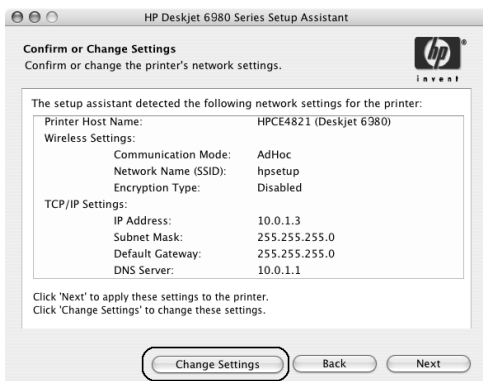 HP Deskjet 6980 Series Setup Assistant
Confirm or Change Settings
Confirm or change the printer's network settings.
hp
invent
The setup assistant detected the following network settings for the printer:
Printer Host Name: HPCE4821 (Deskjet 6980)
Wireless Settings:
Communication Mode: AdHoc
Network Name (SSID): hpsetup
Encryption Type: Disabled
TCP/IP Settings:
IP Address: 10.0.1.3
Subnet Mask: 255.255.255.0
Default Gateway: 255.255.255.0
DNS Server: 10.0.1.1
Click 'Next' to apply these settings to the printer.
Click 'Change Settings' to change these settings.
Change Settings Back Next